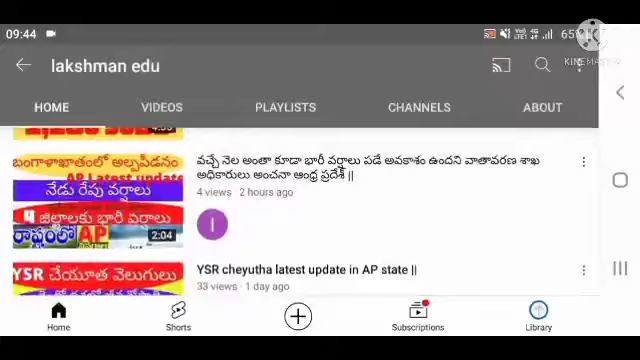 09:44
65%
KINEMASTER
lakshman edu
HOME VIDEOS PLAYLISTS CHANNELS ABOUT
బంగాళాఖాతంలో అల్పపీడనం
AP Latest update
నేడు రేపు వర్షాలు
4 జిల్లాలకు భారీ వర్షాలు
రాష్ట్రంలో AP
2:04
వచ్చే నెల అంతా కూడా భారీ వర్షాలు పడే అవకాశం ఉందని వాతావరణ శాఖ
అధికారులు అంచనా ఆంధ్ర ప్రదేశ్ ||
4 views 2 hours ago
I
YSR చేయూత వెలుగులు
YSR cheyutha latest update in AP state ||
33 views · 1 day ago
Home Shorts Subscriptions Library